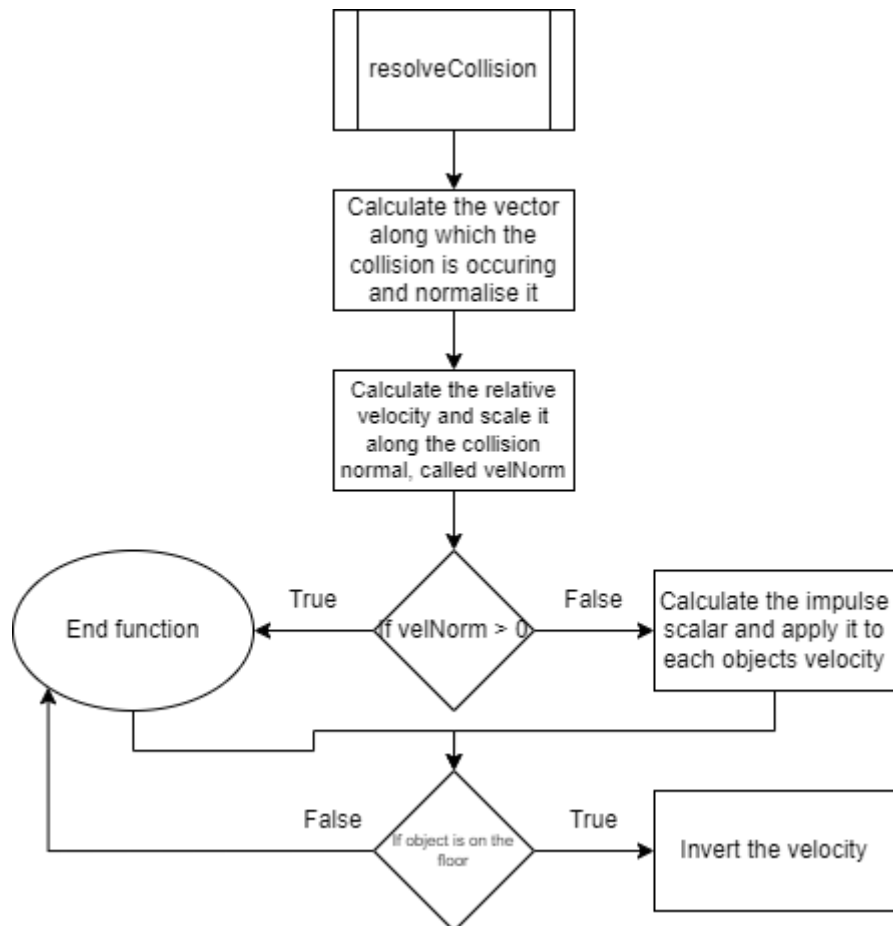 resolveCollision
Calculate the vector
along which the
collision is occuring
and normalise it
Calculate the relative
velocity and scale it
along the collision
normal, called velNorm
True
False
End function
If velNorm > 0
Calculate the impulse
scalar and apply it to
each objects velocity
False
True
If object is on the
floor
Invert the velocity